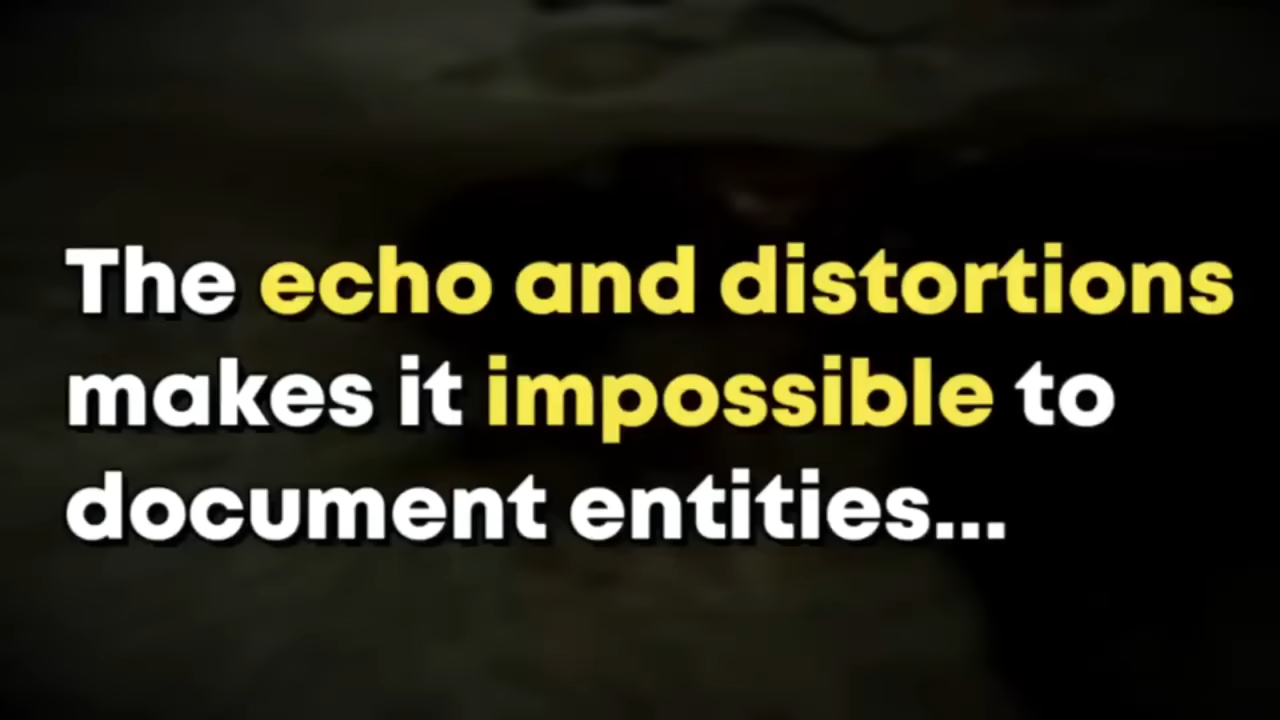 The echo and distortions
makes it impossible to
document entities...